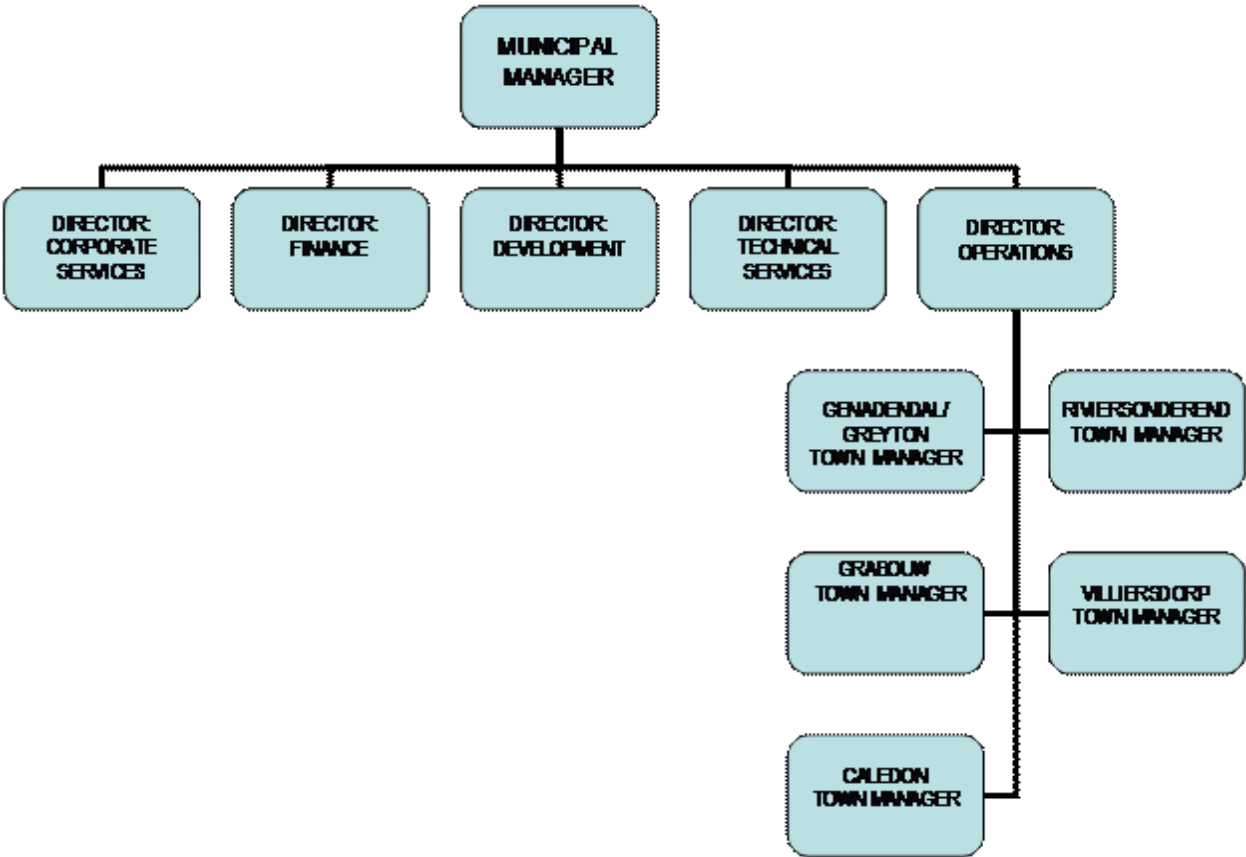 MUNICIPAL
MANAGER
DIRECTOR:
CORPORATE
SERVICES
DIRECTOR:
FINANCE
DIRECTOR:
DEVELOPMENT
DIRECTOR:
TECHNICAL
SERVICES
DIRECTOR:
OPERATIONS
GENADENDAL/
GREYTON
TOWN MANAGER
RIVIERSONDEREND
TOWN MANAGER
GRABOUW
TOWN MANAGER
VILLIERSDORP
TOWN MANAGER
CALEDON
TOWN MANAGER